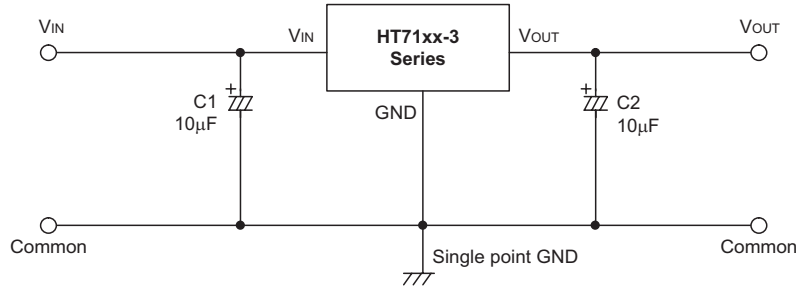 VIN
VIN
HT71xx-3
Series
VOUT
VOUT
+
C1
10μF
GND
+
C2
10μF
Common
Single point GND
Common